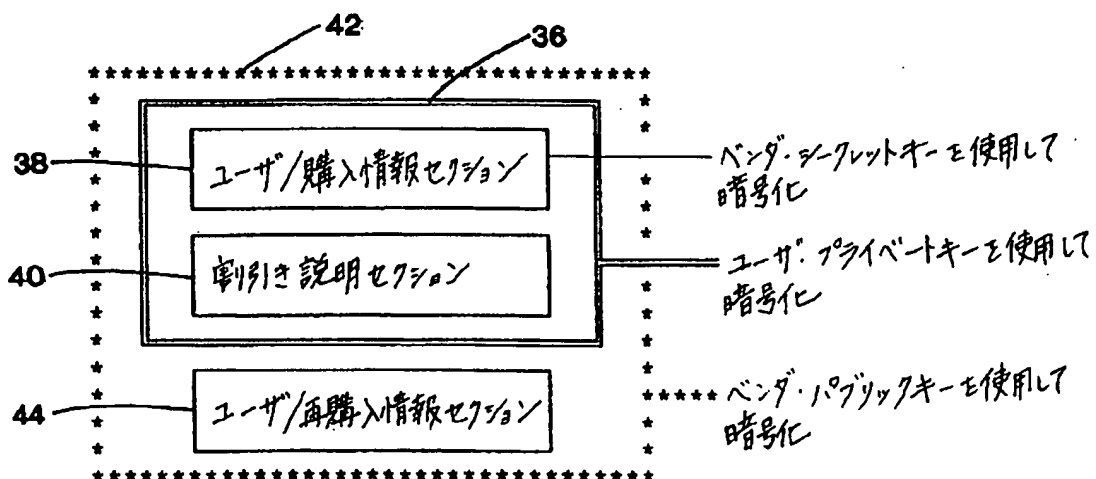 42
36
38
ユーザ/購入情報セクション
ベンダ・シークレットキーを使用して
暗号化
40
割引き説明セクション
ユーザ・プライベートキーを使用して
暗号化
44
ユーザ/再購入情報セクション
ベンダ・パブリックキーを使用して
暗号化